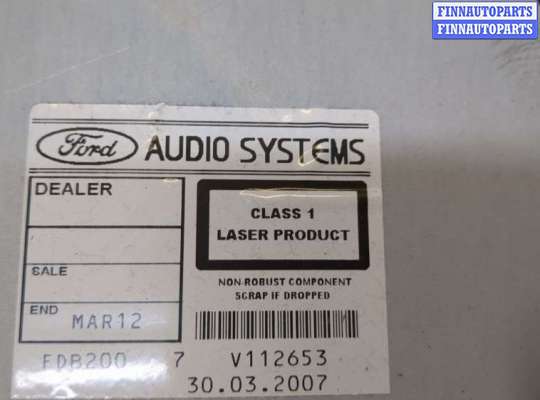 FINNAUTOPARTS
FINNAUTOPARTS
Ford AUDIO SYSTEMS
DEALER
CLASS 1
LASER PRODUCT
SALE
NON-ROBUST COMPONENT
SCRAP IF DROPPED
END MAR12
7 V112653
30.03.2007